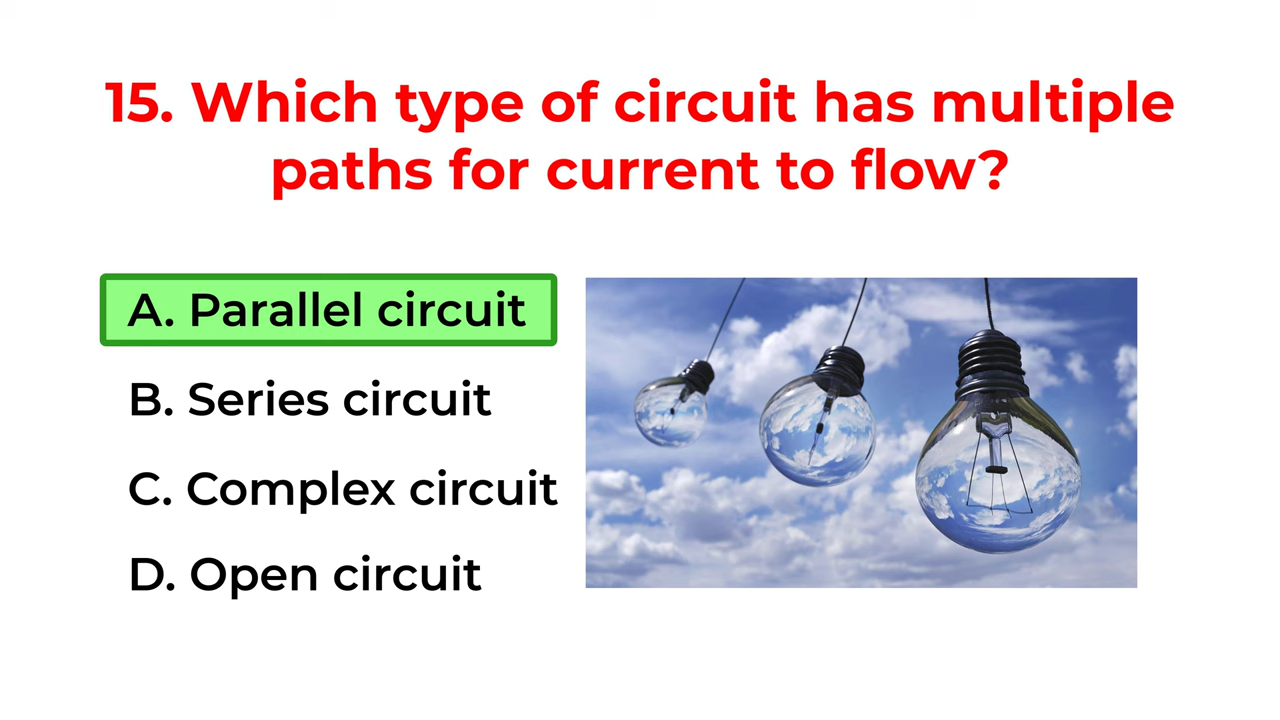 15. Which type of circuit has multiple
paths for current to flow?
A. Parallel circuit
B. Series circuit
C. Complex circuit
D. Open circuit